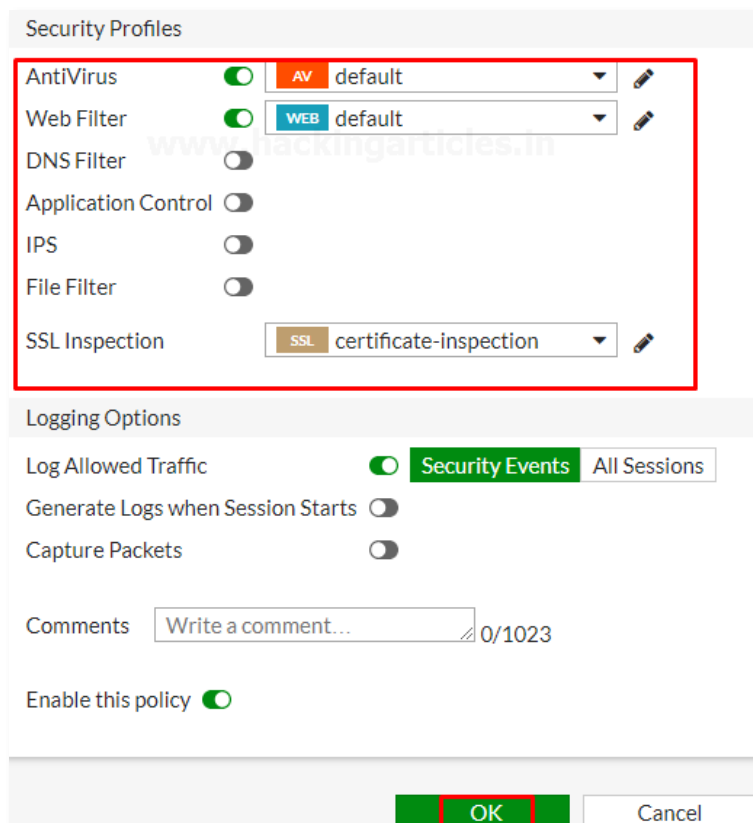 Security Profiles
AntiVirus AV default
Web Filter WEB default
www.hackingarticles.in
DNS Filter
Application Control
IPS
File Filter
SSL Inspection SSL certificate-inspection
Logging Options
Log Allowed Traffic Security Events All Sessions
Generate Logs when Session Starts
Capture Packets
Comments Write a comment... 0/1023
Enable this policy
OK Cancel